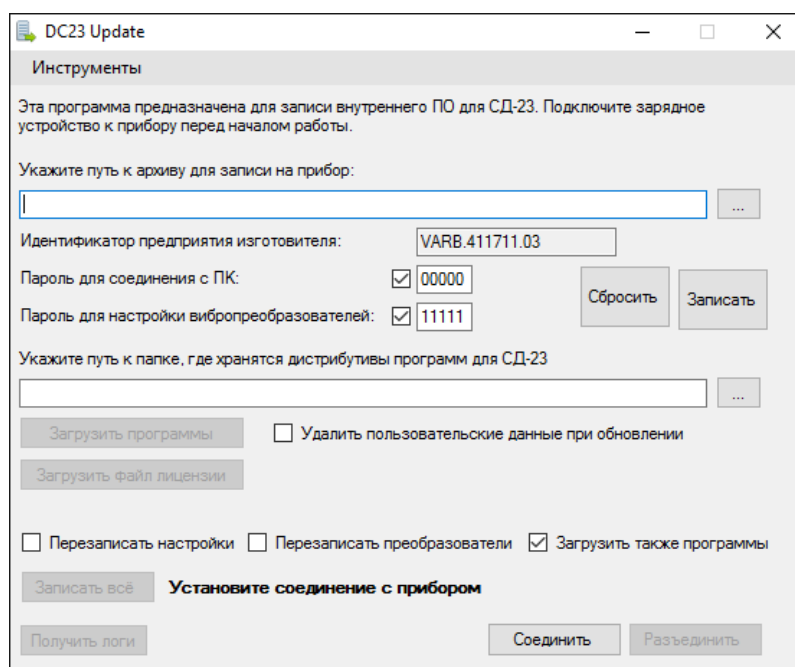 DC23 Update
Инструменты
Эта программа предназначена для записи внутреннего ПО для СД-23. Подключите зарядное
устройство к прибору перед началом работы.
Укажите путь к архиву для записи на прибор:
...
Идентификатор предприятия изготовителя: VARB.411711.03
Пароль для соединения с ПК: 00000
Сбросить Записать
Пароль для настройки вибропреобразователей: 11111
Укажите путь к папке, где хранятся дистрибутивы программ для СД-23
...
Загрузить программы Удалить пользовательские данные при обновлении
Загрузить файл лицензии
Перезаписать настройки Перезаписать преобразователи Загрузить также программы
Записать всё Установите соединение с прибором
Получить логи Соединить Разъединить